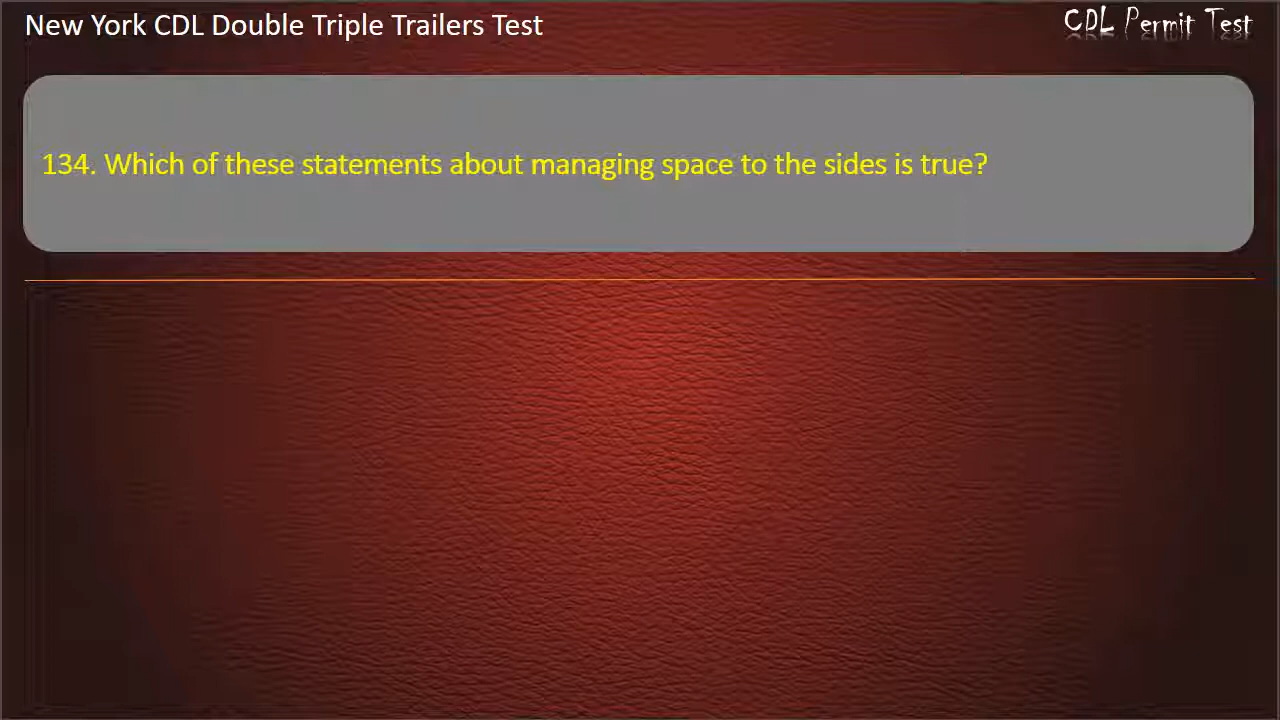 New York CDL Double Triple Trailers Test
CDL Permit Test
134. Which of these statements about managing space to the sides is true?